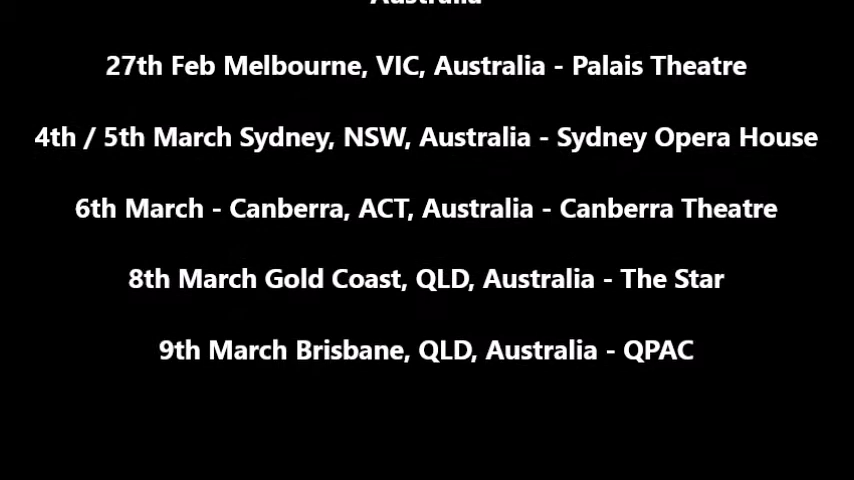 Australia
27th Feb Melbourne, VIC, Australia - Palais Theatre
4th / 5th March Sydney, NSW, Australia - Sydney Opera House
6th March - Canberra, ACT, Australia - Canberra Theatre
8th March Gold Coast, QLD, Australia - The Star
9th March Brisbane, QLD, Australia - QPAC